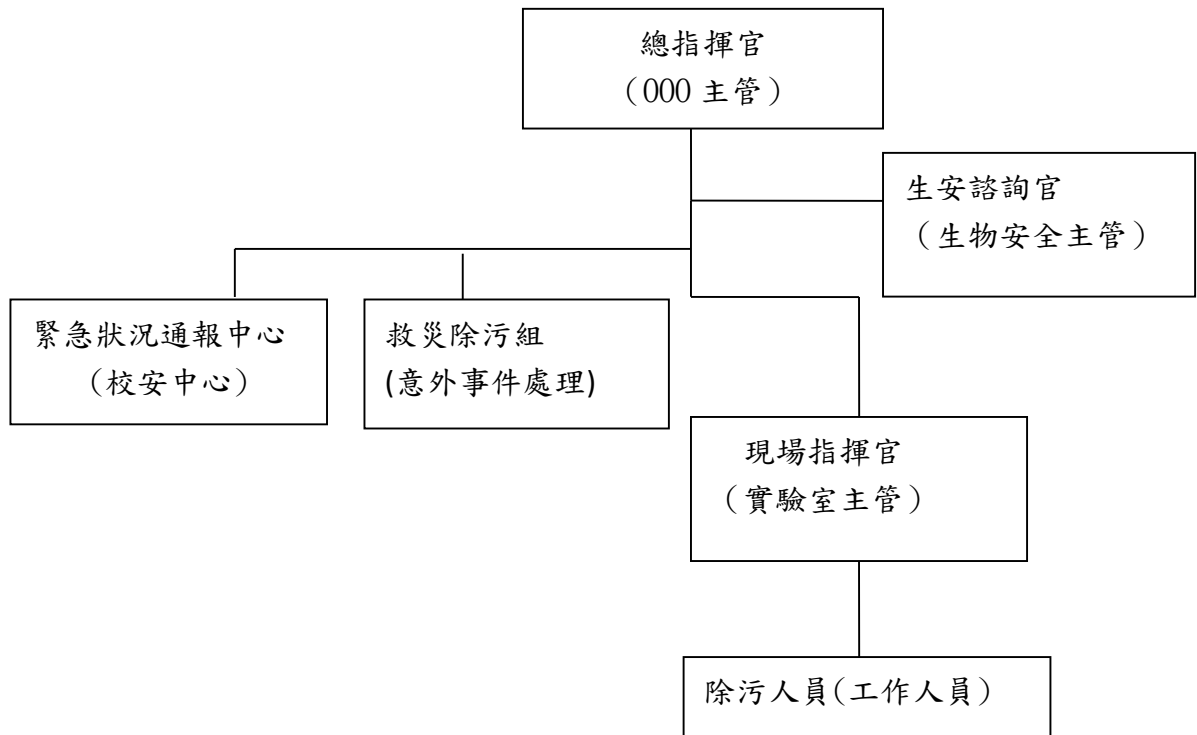 總指揮官
（000 主管）
生安諮詢官
（生物安全主管）
緊急狀況通報中心
（校安中心）
救災除污組
(意外事件處理)
現場指揮官
（實驗室主管）
除污人員(工作人員）